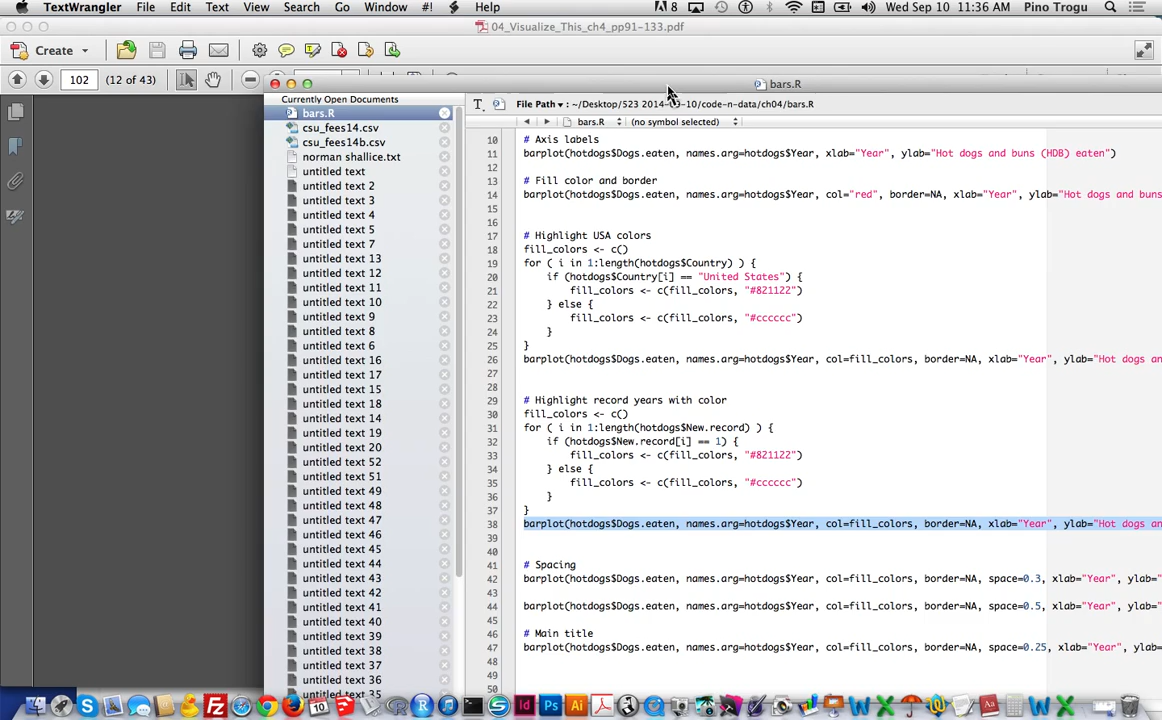 TextWrangler File Edit Text View Search Go Window #! Help 8 Wed Sep 10 11:36 AM Pino Trogu
04_Visualize_This_ch4_pp91-133.pdf
Create
102 (12 of 43)
bars.R
Currently Open Documents
bars.R
csu_fees14.csv
csu_fees14b.csv
norman shallice.txt
untitled text
untitled text 2
untitled text 3
untitled text 4
untitled text 5
untitled text 7
untitled text 13
untitled text 12
untitled text 11
untitled text 10
untitled text 9
untitled text 8
untitled text 6
untitled text 16
untitled text 17
untitled text 15
untitled text 18
untitled text 14
untitled text 19
untitled text 20
untitled text 52
untitled text 51
untitled text 49
untitled text 48
untitled text 47
untitled text 46
untitled text 45
untitled text 44
untitled text 43
untitled text 42
untitled text 41
untitled text 40
untitled text 39
untitled text 38
untitled text 37
untitled text 36
untitled text 35
File Path : ~/Desktop/523 2014-09-10/code-n-data/ch04/bars.R
bars.R (no symbol selected)
10 # Axis labels
11 barplot(hotdogs$Dogs.eaten, names.arg=hotdogs$Year, xlab="Year", ylab="Hot dogs and buns (HDB) eaten")
12
13 # Fill color and border
14 barplot(hotdogs$Dogs.eaten, names.arg=hotdogs$Year, col="red", border=NA, xlab="Year", ylab="Hot dogs and buns
15
16
17 # Highlight USA colors
18 fill_colors <- c()
19 for ( i in 1:length(hotdogs$Country) ) {
20 if (hotdogs$Country[i] == "United States") {
21 fill_colors <- c(fill_colors, "#821122")
22 } else {
23 fill_colors <- c(fill_colors, "#cccccc")
24 }
25 }
26 barplot(hotdogs$Dogs.eaten, names.arg=hotdogs$Year, col=fill_colors, border=NA, xlab="Year", ylab="Hot dogs an
27
28
29 # Highlight record years with color
30 fill_colors <- c()
31 for ( i in 1:length(hotdogs$New.record) ) {
32 if (hotdogs$New.record[i] == 1) {
33 fill_colors <- c(fill_colors, "#821122")
34 } else {
35 fill_colors <- c(fill_colors, "#cccccc")
36 }
37 }
38 barplot(hotdogs$Dogs.eaten, names.arg=hotdogs$Year, col=fill_colors, border=NA, xlab="Year", ylab="Hot dogs an
39
40
41 # Spacing
42 barplot(hotdogs$Dogs.eaten, names.arg=hotdogs$Year, col=fill_colors, border=NA, space=0.3, xlab="Year", ylab="
43
44 barplot(hotdogs$Dogs.eaten, names.arg=hotdogs$Year, col=fill_colors, border=NA, space=0.5, xlab="Year", ylab="
45
46 # Main title
47 barplot(hotdogs$Dogs.eaten, names.arg=hotdogs$Year, col=fill_colors, border=NA, space=0.25, xlab="Year", ylab=
48
49
50